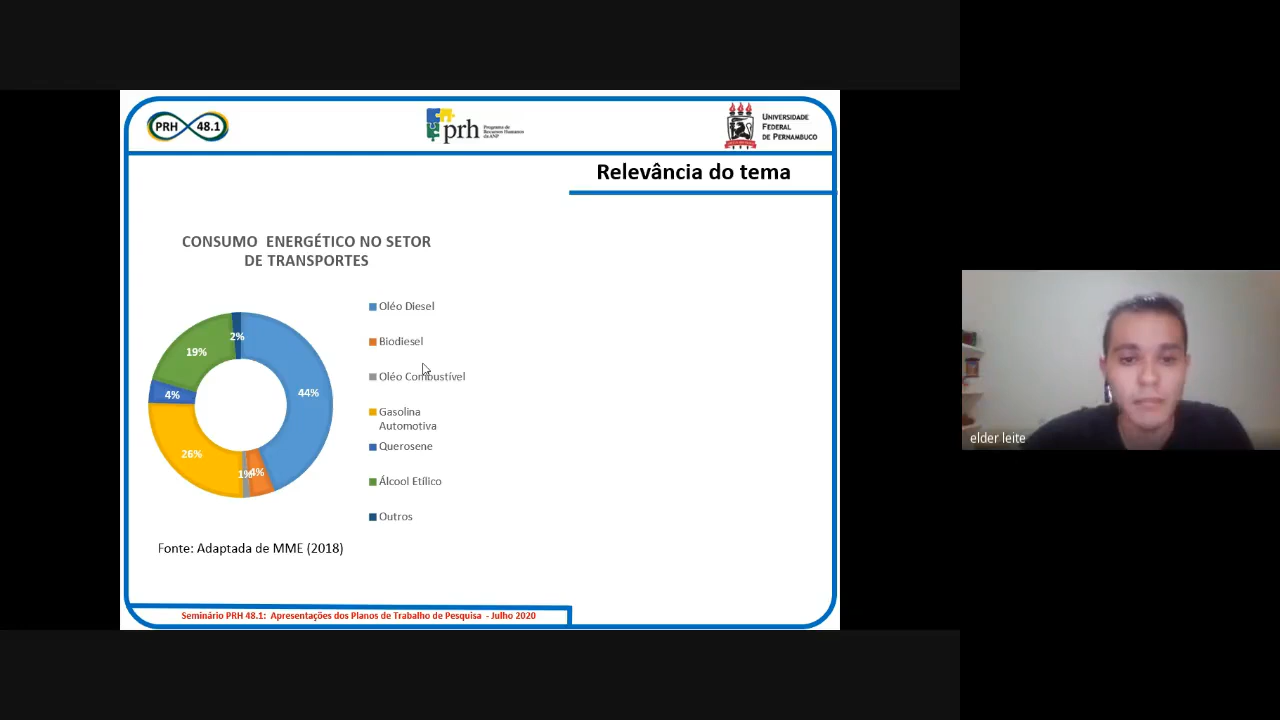 PRH 48.1
prh Programa de
Recursos Humanos
da ANP
UNIVERSIDADE
FEDERAL
DE PERNAMBUCO
Relevância do tema
CONSUMO ENERGÉTICO NO SETOR
DE TRANSPORTES
2%
19%
4%
44%
26%
1%
4%
Oléo Diesel
Biodiesel
Oléo Combustível
Gasolina
Automotiva
Querosene
Álcool Etílico
Outros
Fonte: Adaptada de MME (2018)
Seminário PRH 48.1: Apresentações dos Planos de Trabalho de Pesquisa - Julho 2020
elder leite